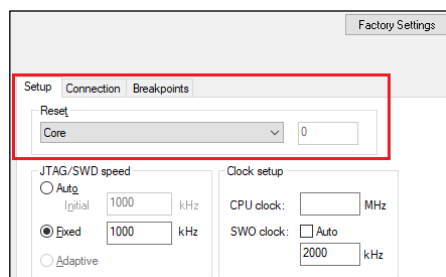 Factory Settings
Setup Connection Breakpoints
Reset
Core 0
JTAG/SWD speed Clock setup
Auto
Initial 1000 kHz CPU clock: MHz
Fixed 1000 kHz SWO clock: Auto
2000 kHz
Adaptive